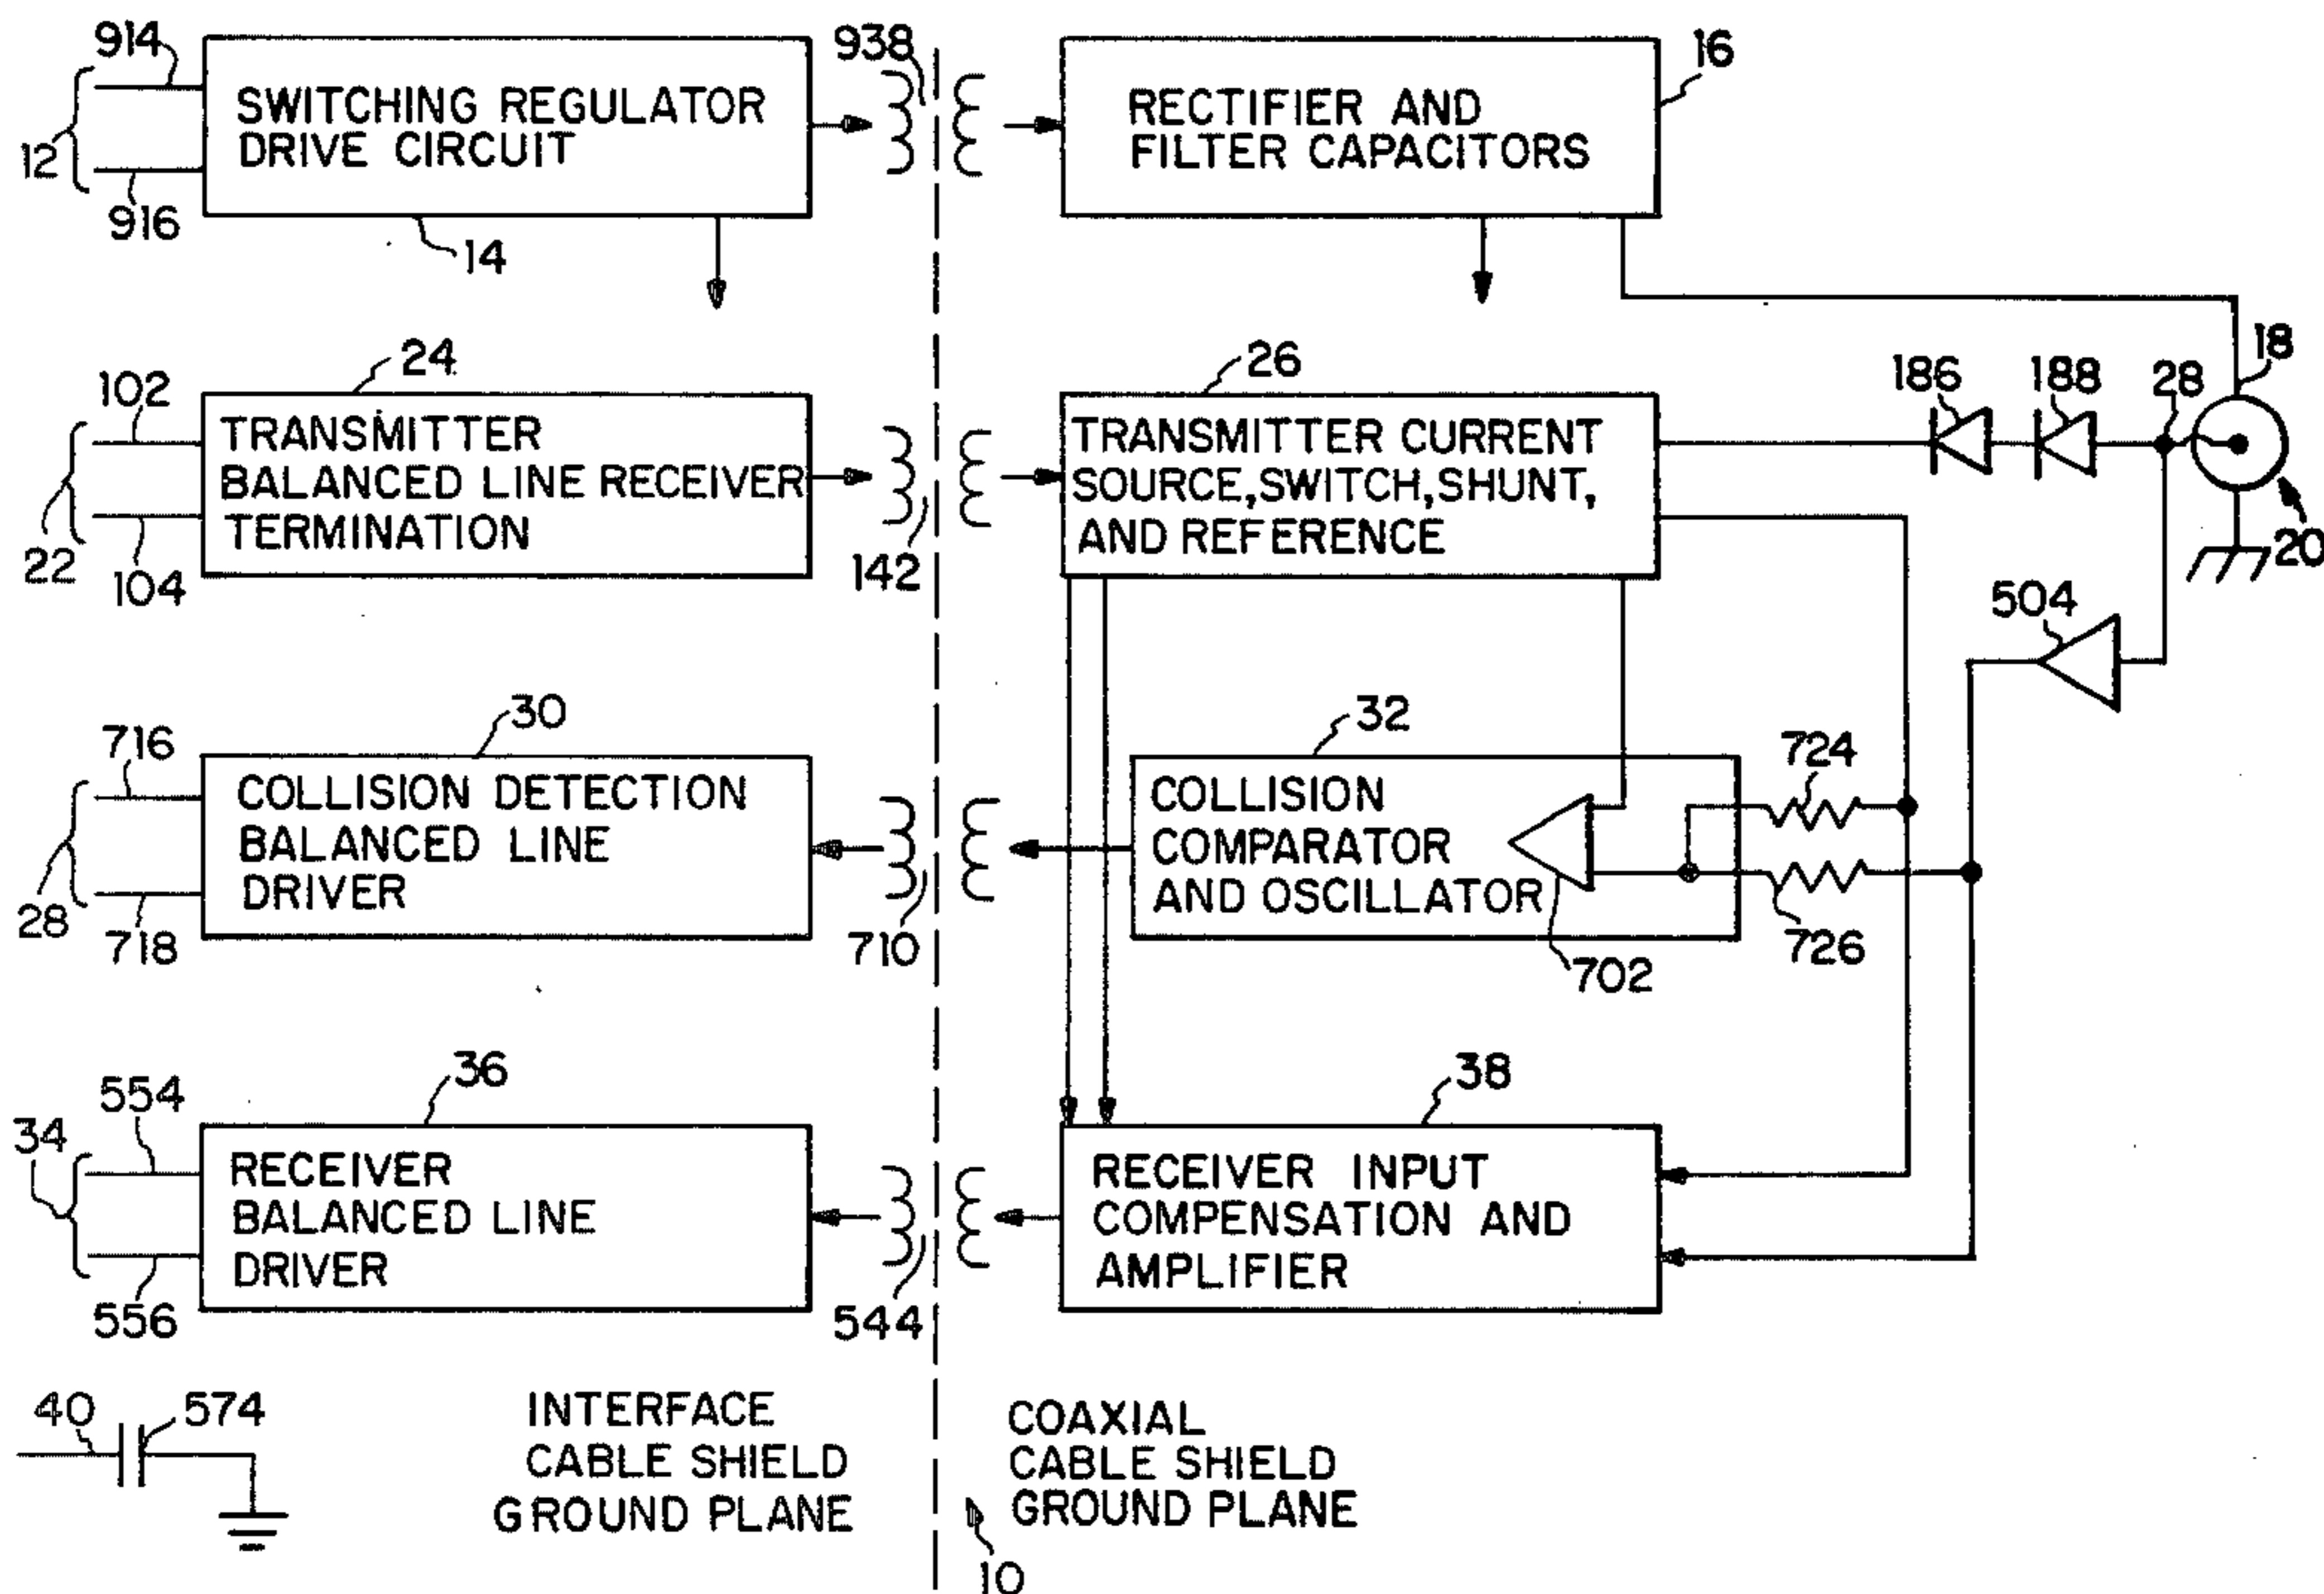 914
938
16
SWITCHING REGULATOR
DRIVE CIRCUIT
RECTIFIER AND
FILTER CAPACITORS
12
916
14
18
24
26
186
188
28
102
TRANSMITTER
BALANCED LINE RECEIVER
TERMINATION
TRANSMITTER CURRENT
SOURCE, SWITCH, SHUNT,
AND REFERENCE
22
104
142
20
504
30
32
716
724
COLLISION DETECTION
BALANCED LINE
DRIVER
COLLISION
COMPARATOR
AND OSCILLATOR
28
718
710
702
726
36
38
554
34
RECEIVER
BALANCED LINE
DRIVER
RECEIVER INPUT
COMPENSATION AND
AMPLIFIER
556
544
40
574
INTERFACE
CABLE SHIELD
GROUND PLANE
COAXIAL
CABLE SHIELD
GROUND PLANE
10